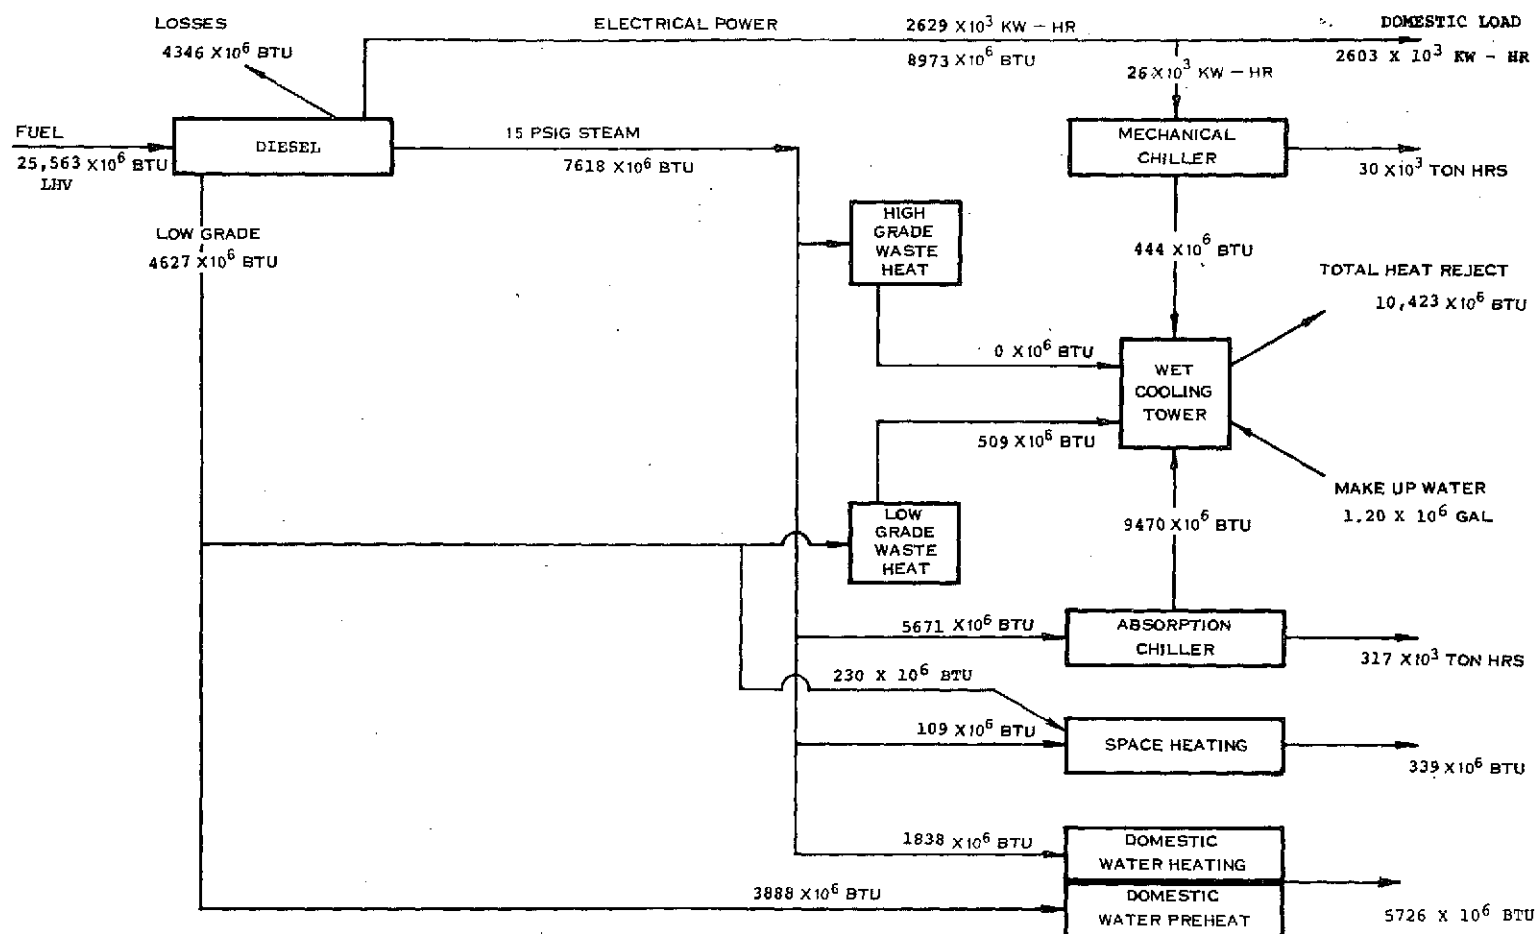 LOSSES
4346 X10⁶ BTU
ELECTRICAL POWER
2629 X10³ KW – HR
8973 X10⁶ BTU
DOMESTIC LOAD
2603 X 10³ KW – HR
26 X10³ KW – HR
FUEL
25,563 X10⁶ BTU
LHV
DIESEL
15 PSIG STEAM
7618 X10⁶ BTU
MECHANICAL
CHILLER
30 X10³ TON HRS
LOW GRADE
4627 X10⁶ BTU
HIGH
GRADE
WASTE
HEAT
444 X10⁶ BTU
TOTAL HEAT REJECT
10,423 X10⁶ BTU
0 X10⁶ BTU
WET
COOLING
TOWER
509 X10⁶ BTU
MAKE UP WATER
1.20 X 10⁶ GAL
LOW
GRADE
WASTE
HEAT
9470 X10⁶ BTU
5671 X10⁶ BTU
ABSORPTION
CHILLER
317 X10³ TON HRS
230 X 10⁶ BTU
109 X10⁶ BTU
SPACE HEATING
339 X10⁶ BTU
1838 X10⁶ BTU
DOMESTIC
WATER HEATING
3888 X10⁶ BTU
DOMESTIC
WATER PREHEAT
5726 X 10⁶ BTU